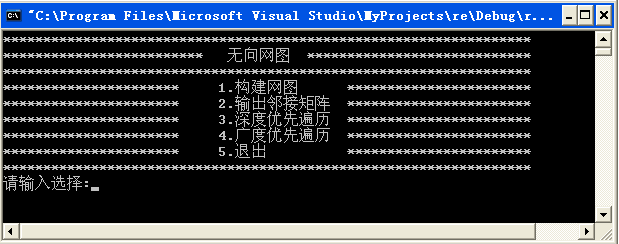 "C:\Program Files\Microsoft Visual Studio\MyProjects\re\Debug\r...
******************************************************************
************************* 无向网图 ****************************
******************************************************************
********************** 1.构建网图 ***********************
********************** 2.输出邻接矩阵 ***********************
********************** 3.深度优先遍历 ***********************
********************** 4.广度优先遍历 ***********************
********************** 5.退出 ***********************
******************************************************************
请输入选择: